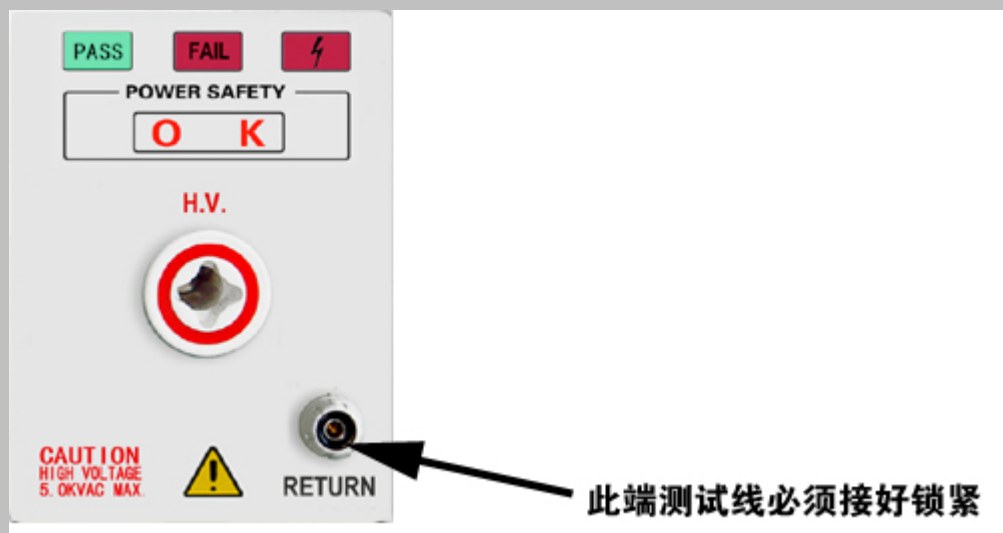 PASS FAIL
POWER SAFETY
O K
H.V.
CAUTION
HIGH VOLTAGE
5.0KVAC MAX.
RETURN
此端测试线必须接好锁紧